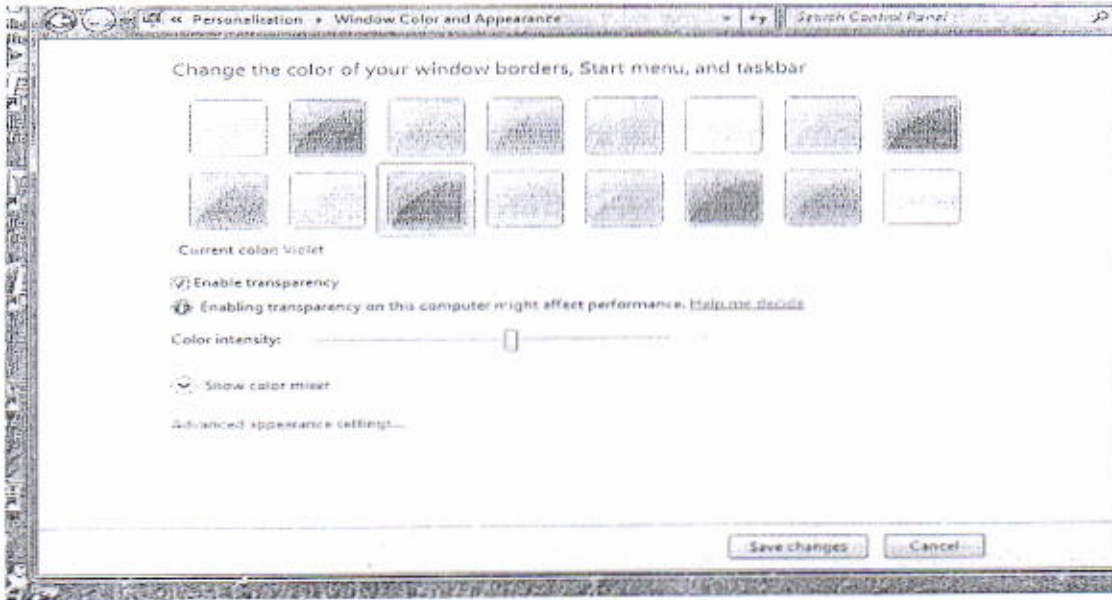 « Personalization ▸ Window Color and Appearance
Search Control Panel
Change the color of your window borders, Start menu, and taskbar
Current color: Violet
Enable transparency
Enabling transparency on this computer might affect performance. Help me decide
Color intensity:
Show color mixer
Advanced appearance settings...
Save changes
Cancel